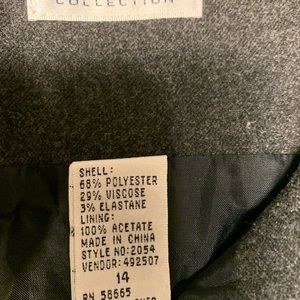 COLLECTION
SHELL:
68% POLYESTER
29% VISCOSE
3% ELASTANE
LINING:
100% ACETATE
MADE IN CHINA
STYLE NO:2054
VENDOR:492507
14
RN 58665